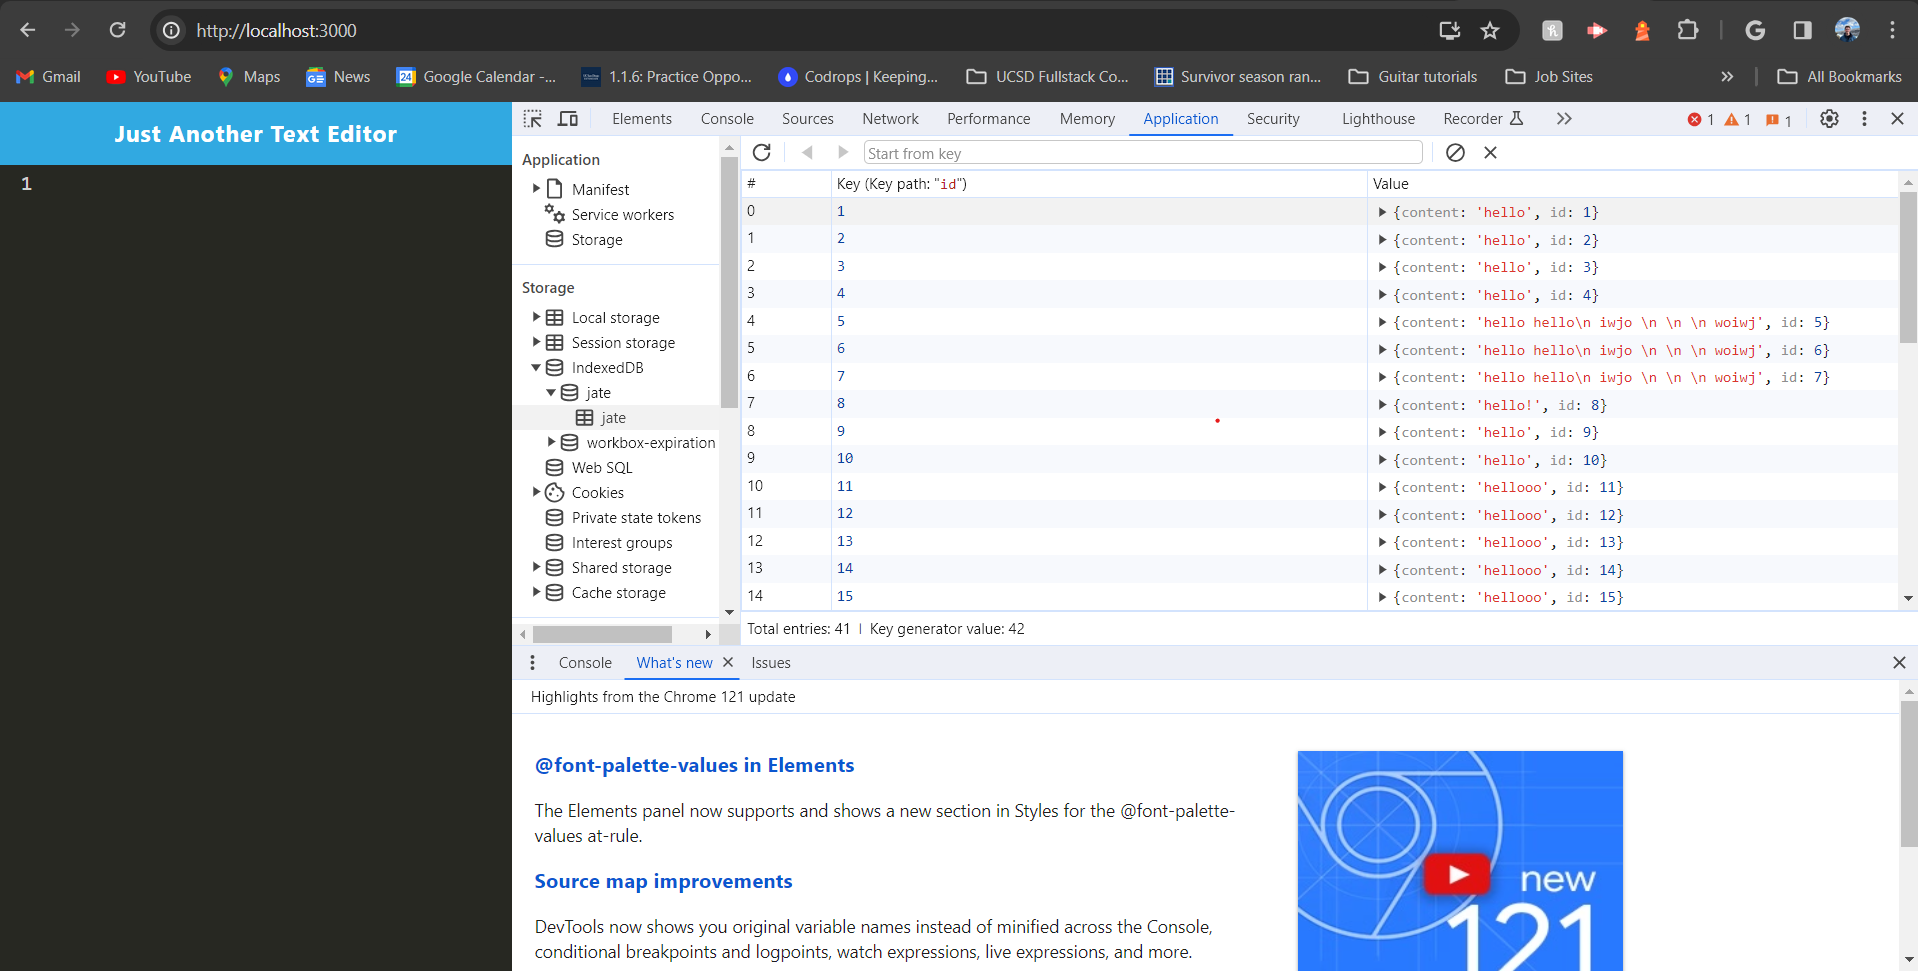 http://localhost:3000
Gmail YouTube Maps News Google Calendar -... 1.1.6: Practice Oppo... Codrops | Keeping... UCSD Fullstack Co... Survivor season ran... Guitar tutorials Job Sites » All Bookmarks
Just Another Text Editor
1
Elements Console Sources Network Performance Memory Application Security Lighthouse Recorder 1 1 1
Application
Manifest
Service workers
Storage
Storage
Local storage
Session storage
IndexedDB
jate
jate
workbox-expiration
Web SQL
Cookies
Private state tokens
Interest groups
Shared storage
Cache storage
Start from key
# Key (Key path: "id") Value
0 1 {content: 'hello', id: 1}
1 2 {content: 'hello', id: 2}
2 3 {content: 'hello', id: 3}
3 4 {content: 'hello', id: 4}
4 5 {content: 'hello hello\n iwjo \n \n \n woiwj', id: 5}
5 6 {content: 'hello hello\n iwjo \n \n \n woiwj', id: 6}
6 7 {content: 'hello hello\n iwjo \n \n \n woiwj', id: 7}
7 8 {content: 'hello!', id: 8}
8 9 {content: 'hello', id: 9}
9 10 {content: 'hello', id: 10}
10 11 {content: 'hellooo', id: 11}
11 12 {content: 'hellooo', id: 12}
12 13 {content: 'hellooo', id: 13}
13 14 {content: 'hellooo', id: 14}
14 15 {content: 'hellooo', id: 15}
Total entries: 41 | Key generator value: 42
Console What's new Issues
Highlights from the Chrome 121 update
@font-palette-values in Elements
The Elements panel now supports and shows a new section in Styles for the @font-palette-
values at-rule.
Source map improvements
DevTools now shows you original variable names instead of minified across the Console,
conditional breakpoints and logpoints, watch expressions, live expressions, and more.
new
121